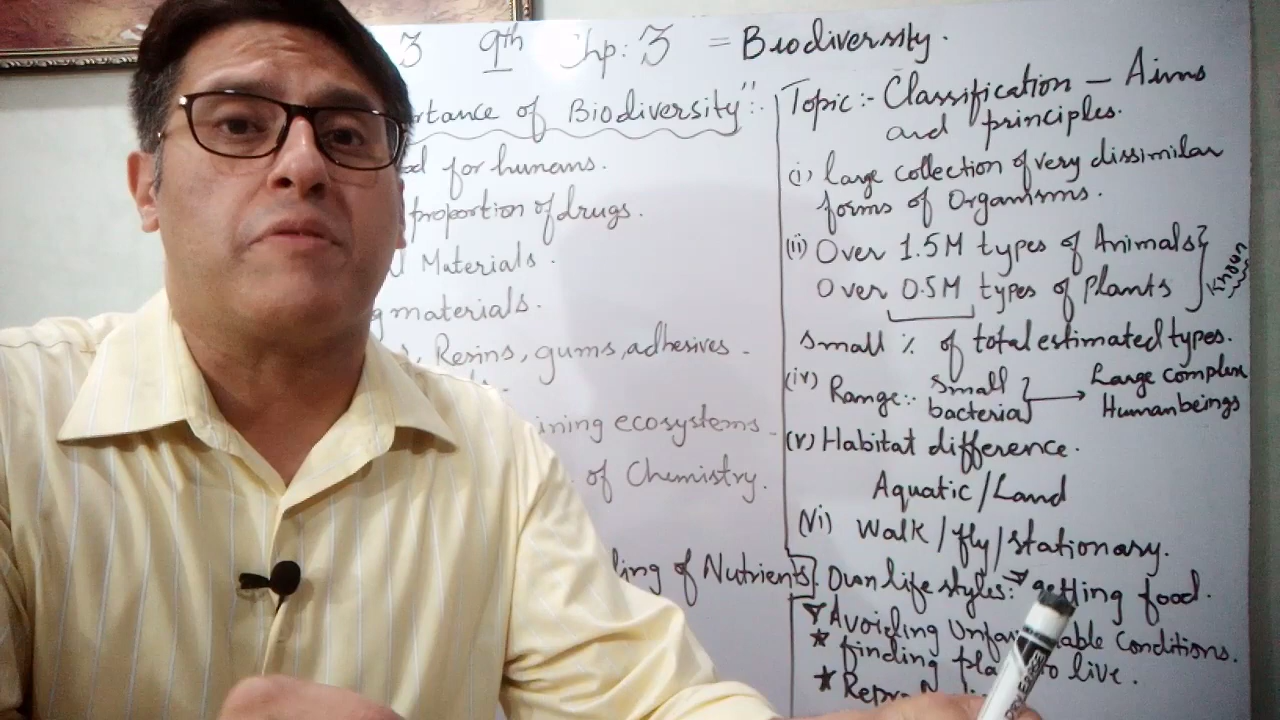 3 9th Chp: 3 = Biodiversity.
of Biodiversity":.
for humans.
proportion of drugs.
Materials.
materials.
, Resins, gums, adhesives.
ecosystems
of Chemistry.
of Nutrients].
Topic:- Classification - Aims
and principles.
(i) large collection of very dissimilar
forms of Organisms.
(ii) Over 1.5M types of Animals}
Over 0.5M types of plants
Known
Small % of total estimated types.
(iv) Range:- Small
bacteria} → Large complex
Humanbeings
(v) Habitat difference.
Aquatic/Land
(vi) Walk/fly/stationary.
Own life styles:- getting food.
Avoiding Conditions.
* finding to live.
*